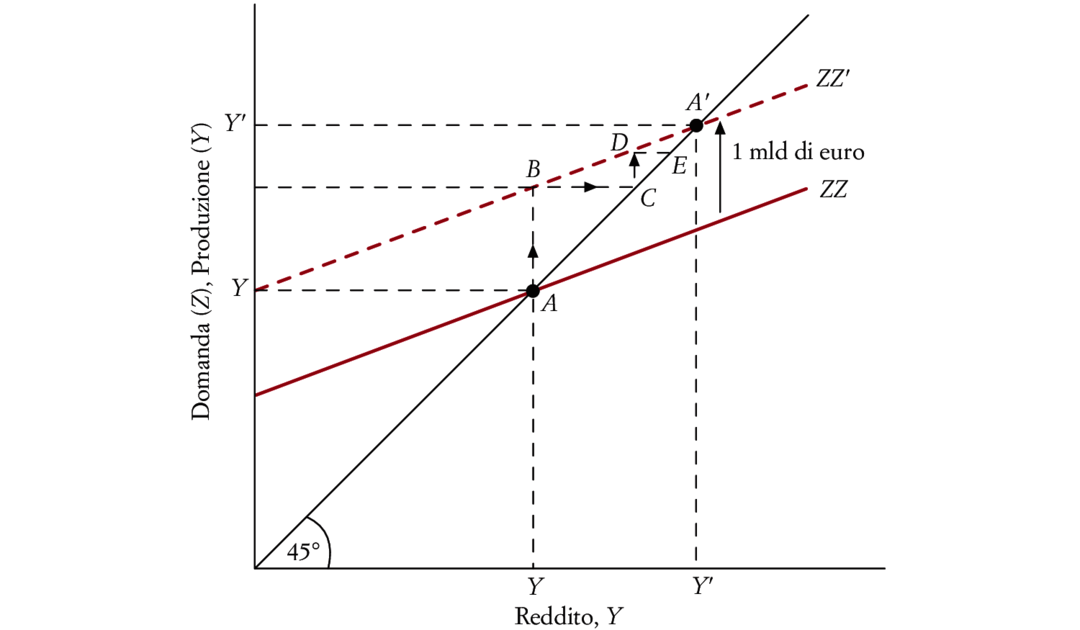 Domanda (Z), Produzione (Y)
ZZ'
A'
Y'
D
1 mld di euro
B
E
ZZ
C
Y
A
45°
Y
Y'
Reddito, Y